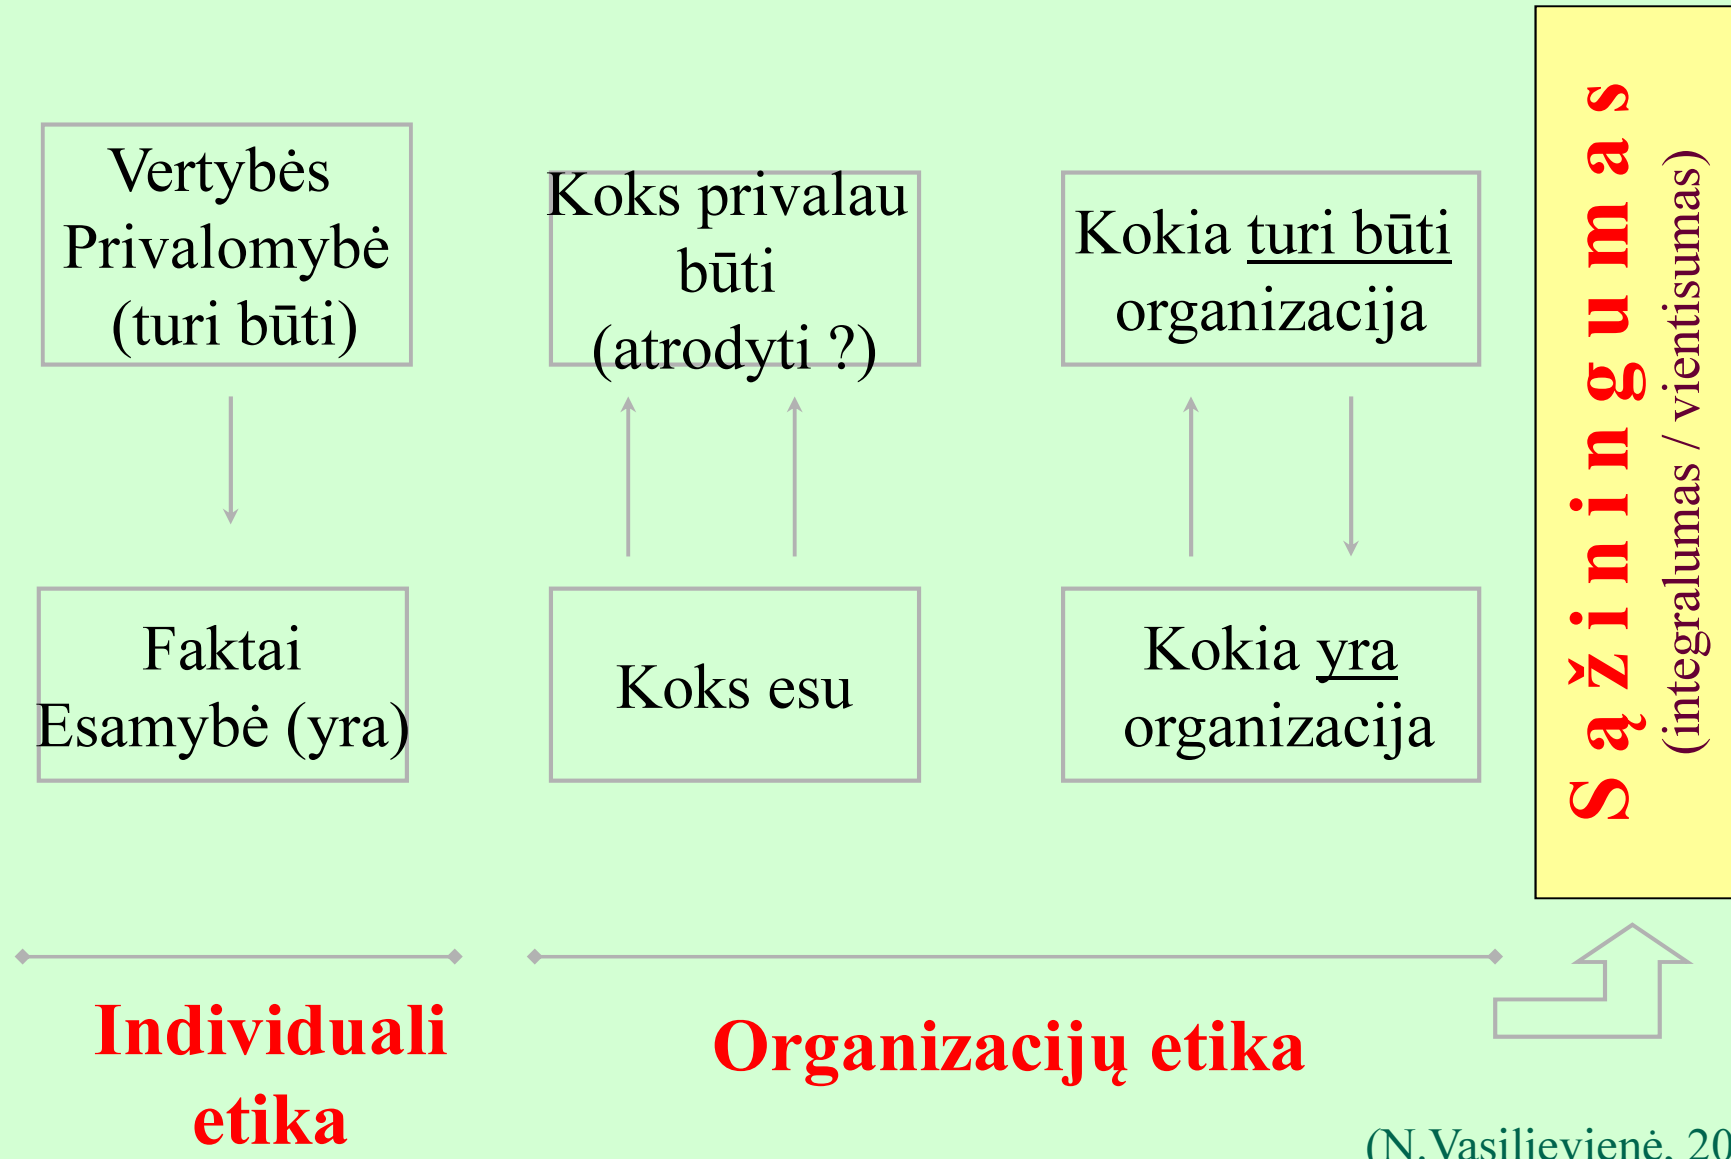 Vertybės
Privalomybė
(turi būti)
Koks privalau
būti
(atrodyti ?)
Kokia turi būti
organizacija
Faktai
Esamybė (yra)
Koks esu
Kokia yra
organizacija
Sąžiningumas
(integralumas / vientisumas)
Individuali
etika
Organizacijų etika
(N.Vasiljevienė, 20